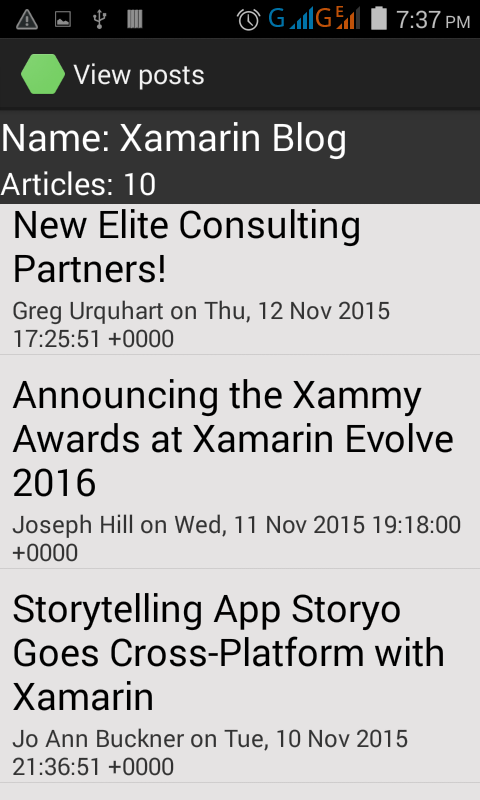 G G E 7:37 PM
View posts
Name: Xamarin Blog
Articles: 10
New Elite Consulting
Partners!
Greg Urquhart on Thu, 12 Nov 2015
17:25:51 +0000
Announcing the Xammy
Awards at Xamarin Evolve
2016
Joseph Hill on Wed, 11 Nov 2015 19:18:00
+0000
Storytelling App Storyo
Goes Cross-Platform with
Xamarin
Jo Ann Buckner on Tue, 10 Nov 2015
21:36:51 +0000